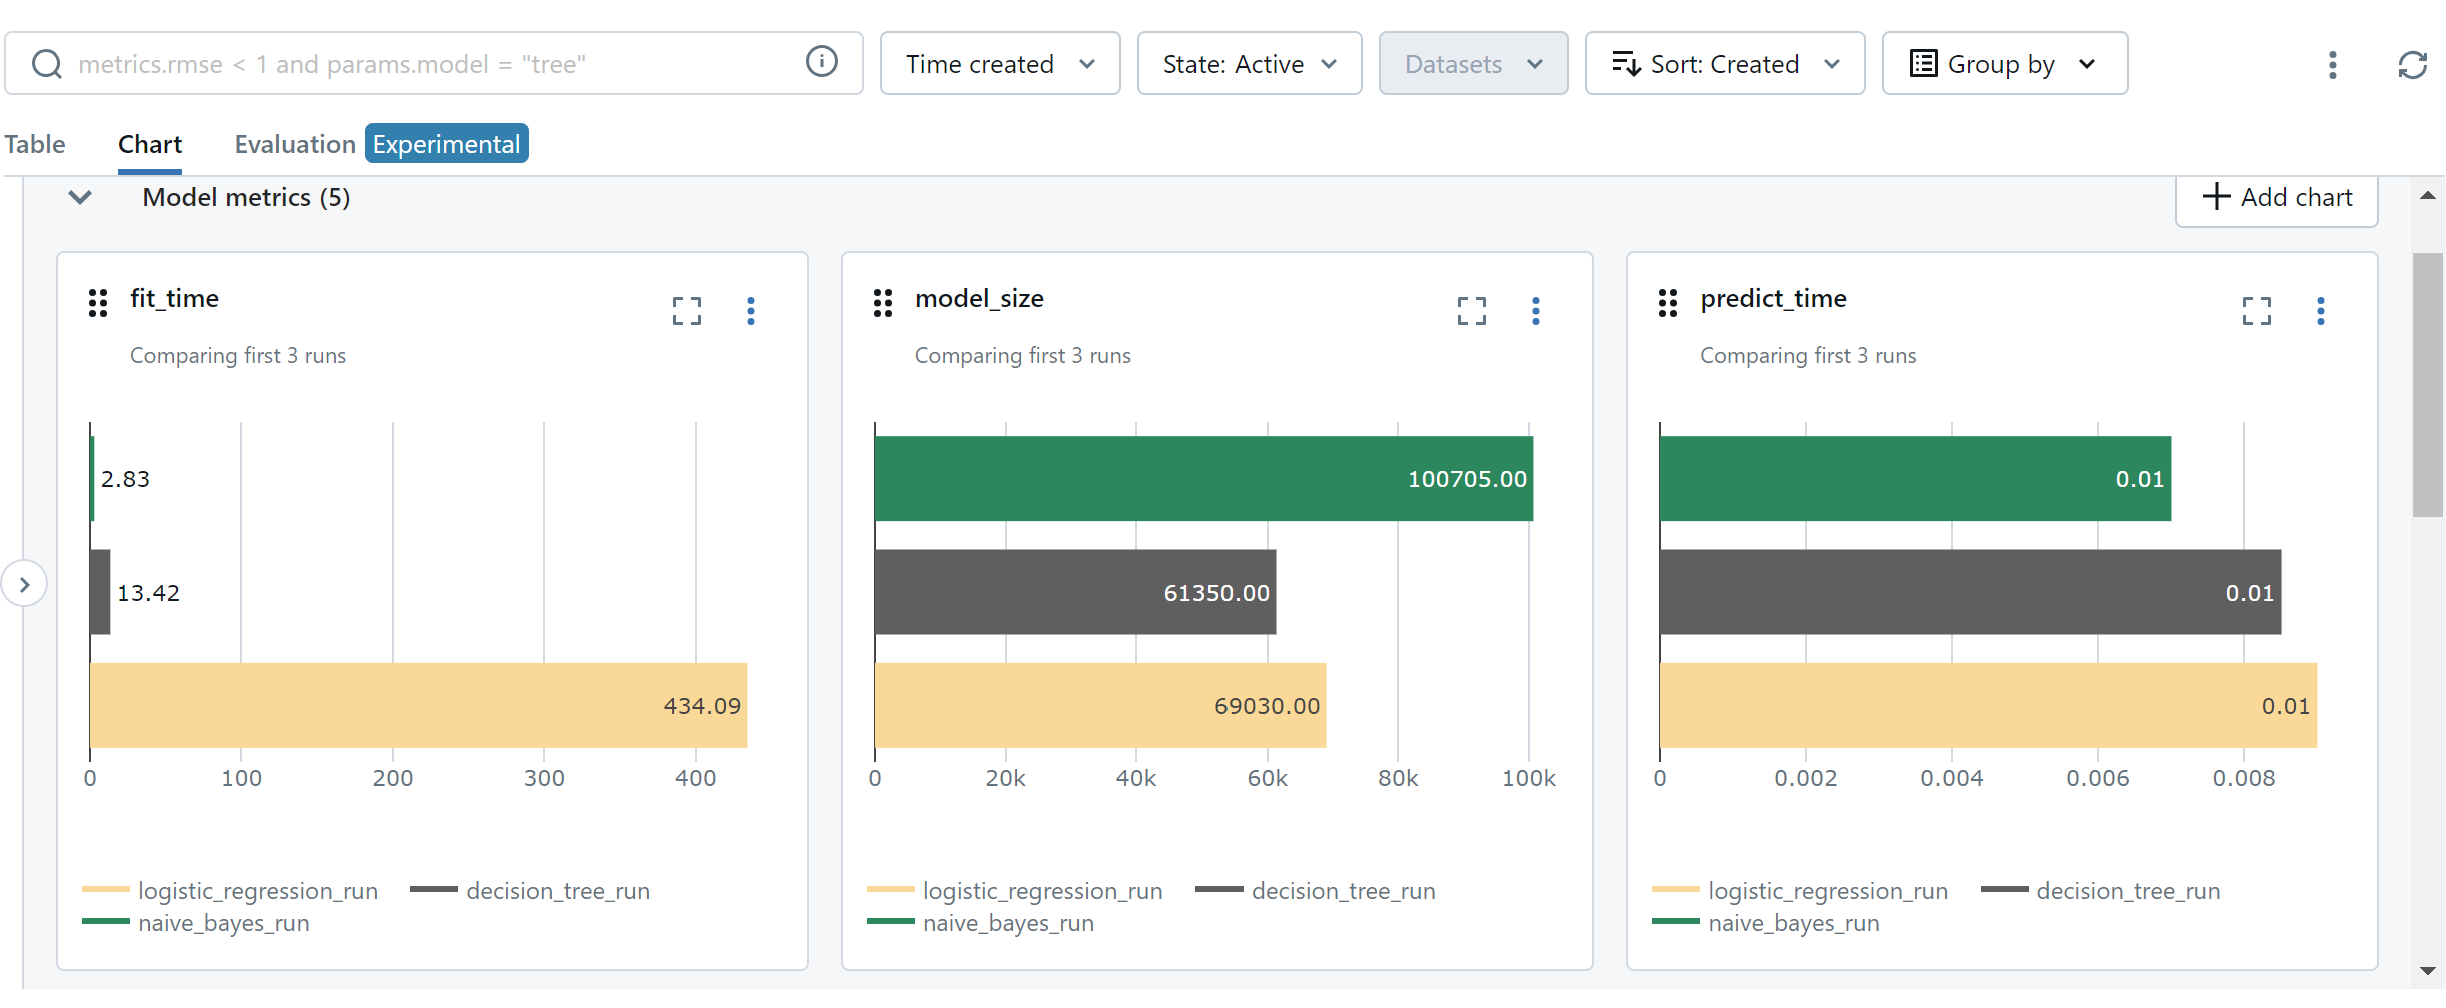 metrics.rmse < 1 and params.model = "tree"
Time created
State: Active
Datasets
Sort: Created
Group by
Table
Chart
Evaluation
Experimental
Model metrics (5)
Add chart
fit_time
Comparing first 3 runs
2.83
13.42
434.09
0 100 200 300 400
logistic_regression_run decision_tree_run
naive_bayes_run
model_size
Comparing first 3 runs
100705.00
61350.00
69030.00
0 20k 40k 60k 80k 100k
logistic_regression_run decision_tree_run
naive_bayes_run
predict_time
Comparing first 3 runs
0.01
0.01
0.01
0 0.002 0.004 0.006 0.008
logistic_regression_run decision_tree_run
naive_bayes_run